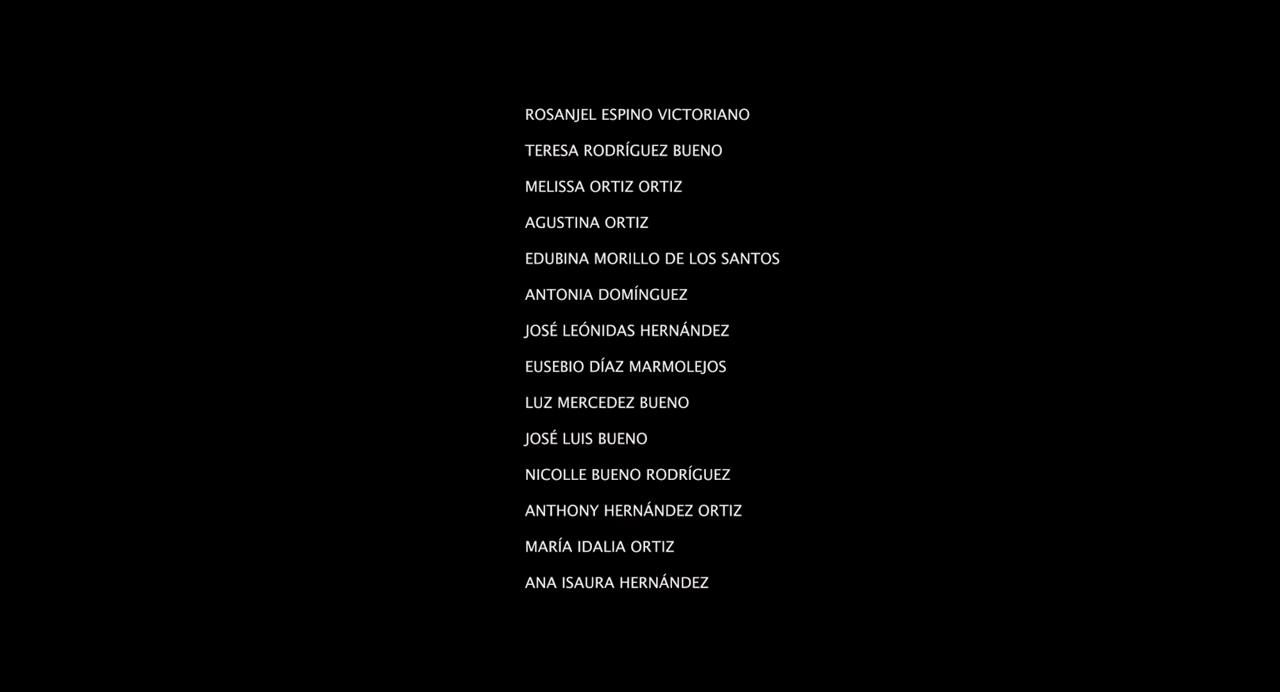 ROSANJEL ESPINO VICTORIANO
TERESA RODRÍGUEZ BUENO
MELISSA ORTIZ ORTIZ
AGUSTINA ORTIZ
EDUBINA MORILLO DE LOS SANTOS
ANTONIA DOMÍNGUEZ
JOSÉ LEÓNIDAS HERNÁNDEZ
EUSEBIO DÍAZ MARMOLEJOS
LUZ MERCEDEZ BUENO
JOSÉ LUIS BUENO
NICOLLE BUENO RODRÍGUEZ
ANTHONY HERNÁNDEZ ORTIZ
MARÍA IDALIA ORTIZ
ANA ISAURA HERNÁNDEZ